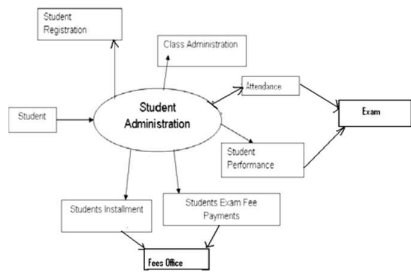 Student
Registration
Class Administration
Student
Administration
Attendance
Exam
Student
Student
Performance
Students Installment
Students Exam Fee
Payments
Fees Office